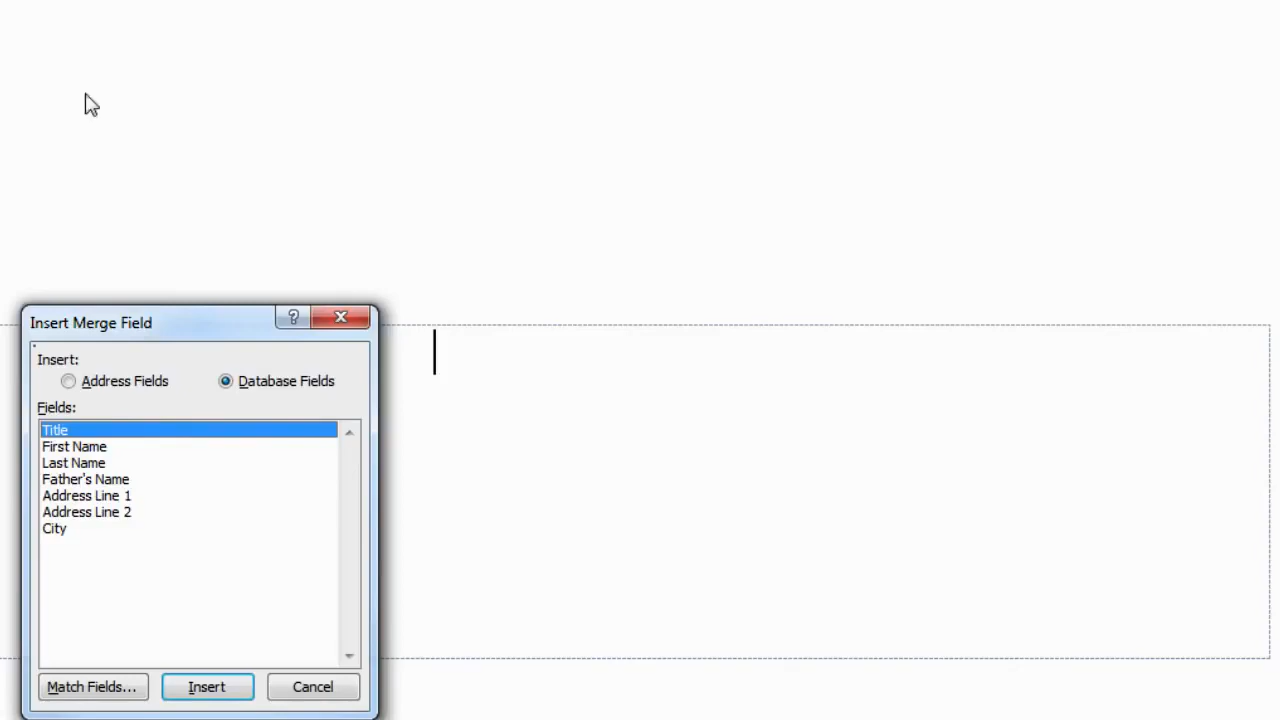 Insert Merge Field
Insert:
Address Fields Database Fields
Fields:
Title
First Name
Last Name
Father's Name
Address Line 1
Address Line 2
City
Match Fields... Insert Cancel